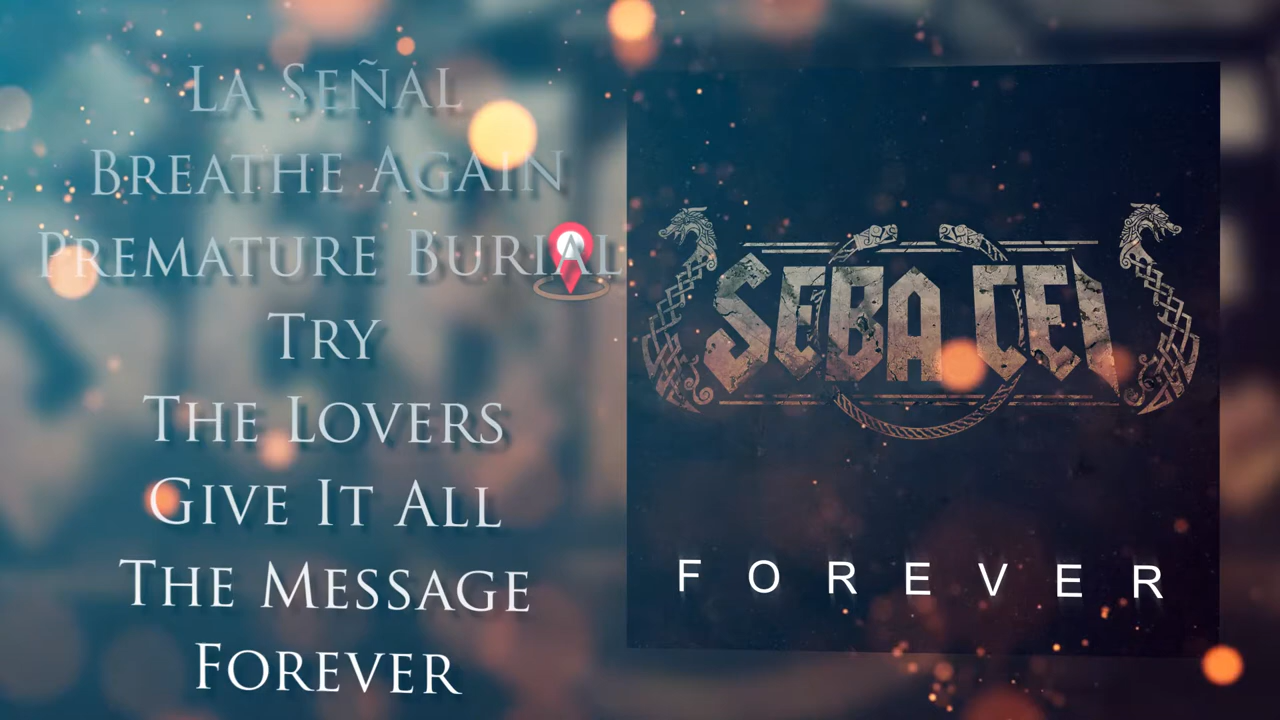 La Señal
Breathe Again
Premature Burial
Try
The Lovers
Give It All
The Message
Forever
SEBA CEI
FOREVER